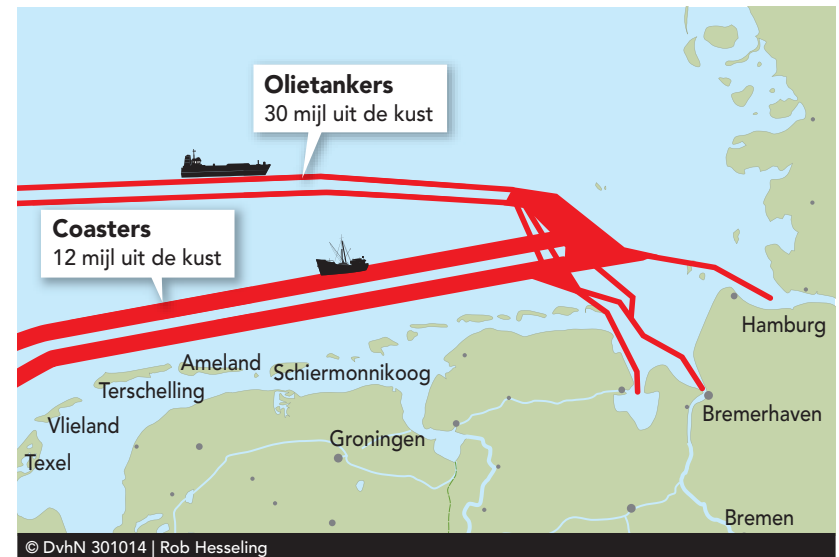 Olietankers
30 mijl uit de kust
Coasters
12 mijl uit de kust
Hamburg
Ameland
Schiermonnikoog
Terschelling
Bremerhaven
Vlieland
Groningen
Texel
Bremen
© DvhN 301014 | Rob Hesseling